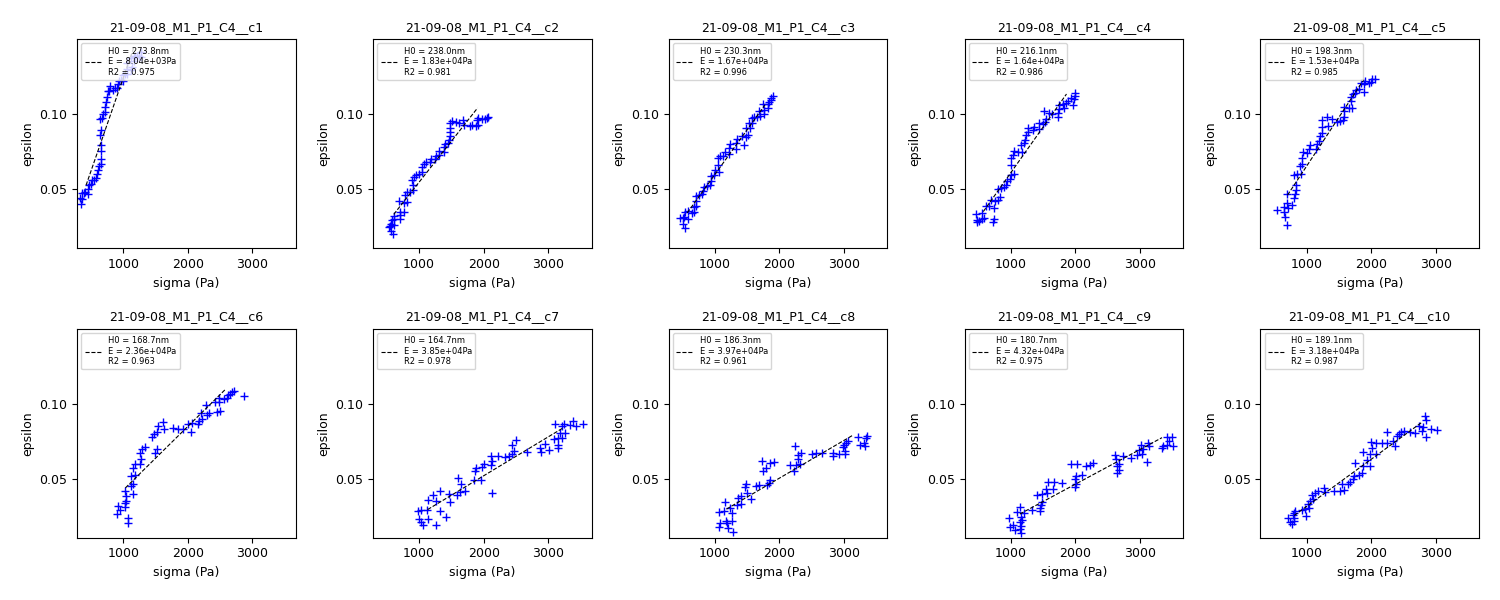 21-09-08_M1_P1_C4__c1
H0 = 273.8nm
E = 8.04e+03Pa
R2 = 0.975
0.10
0.05
epsilon
1000 2000 3000
sigma (Pa)
21-09-08_M1_P1_C4__c2
H0 = 238.0nm
E = 1.83e+04Pa
R2 = 0.981
0.10
0.05
epsilon
1000 2000 3000
sigma (Pa)
21-09-08_M1_P1_C4__c3
H0 = 230.3nm
E = 1.67e+04Pa
R2 = 0.996
0.10
0.05
epsilon
1000 2000 3000
sigma (Pa)
21-09-08_M1_P1_C4__c4
H0 = 216.1nm
E = 1.64e+04Pa
R2 = 0.986
0.10
0.05
epsilon
1000 2000 3000
sigma (Pa)
21-09-08_M1_P1_C4__c5
H0 = 198.3nm
E = 1.53e+04Pa
R2 = 0.985
0.10
0.05
epsilon
1000 2000 3000
sigma (Pa)
21-09-08_M1_P1_C4__c6
H0 = 168.7nm
E = 2.36e+04Pa
R2 = 0.963
0.10
0.05
epsilon
1000 2000 3000
sigma (Pa)
21-09-08_M1_P1_C4__c7
H0 = 164.7nm
E = 3.85e+04Pa
R2 = 0.978
0.10
0.05
epsilon
1000 2000 3000
sigma (Pa)
21-09-08_M1_P1_C4__c8
H0 = 186.3nm
E = 3.97e+04Pa
R2 = 0.961
0.10
0.05
epsilon
1000 2000 3000
sigma (Pa)
21-09-08_M1_P1_C4__c9
H0 = 180.7nm
E = 4.32e+04Pa
R2 = 0.975
0.10
0.05
epsilon
1000 2000 3000
sigma (Pa)
21-09-08_M1_P1_C4__c10
H0 = 189.1nm
E = 3.18e+04Pa
R2 = 0.987
0.10
0.05
epsilon
1000 2000 3000
sigma (Pa)